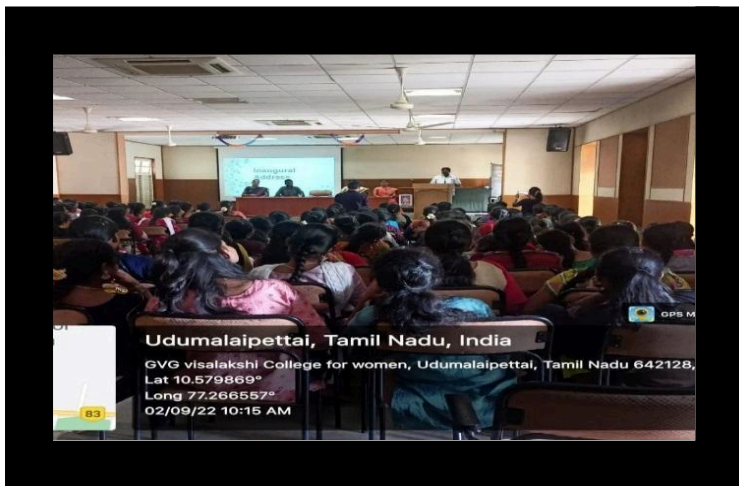 Inaugural
Address
GPS M
Udumalaipettai, Tamil Nadu, India
GVG visalakshi College for women, Udumalaipettai, Tamil Nadu 642128,
Lat 10.579869°
Long 77.266557°
02/09/22 10:15 AM
83